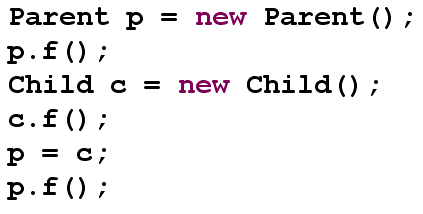 Parent p = new Parent();
p.f();
Child c = new Child();
c.f();
p = c;
p.f();